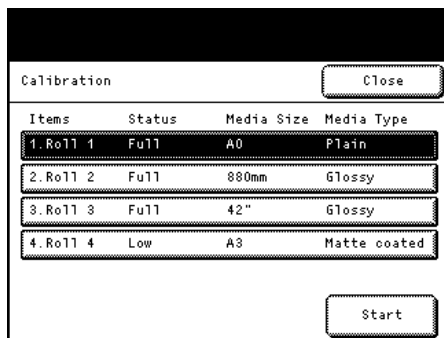 Calibration Close
Items Status Media Size Media Type
1.Roll 1 Full A0 Plain
2.Roll 2 Full 880mm Glossy
3.Roll 3 Full 42" Glossy
4.Roll 4 Low A3 Matte coated
Start